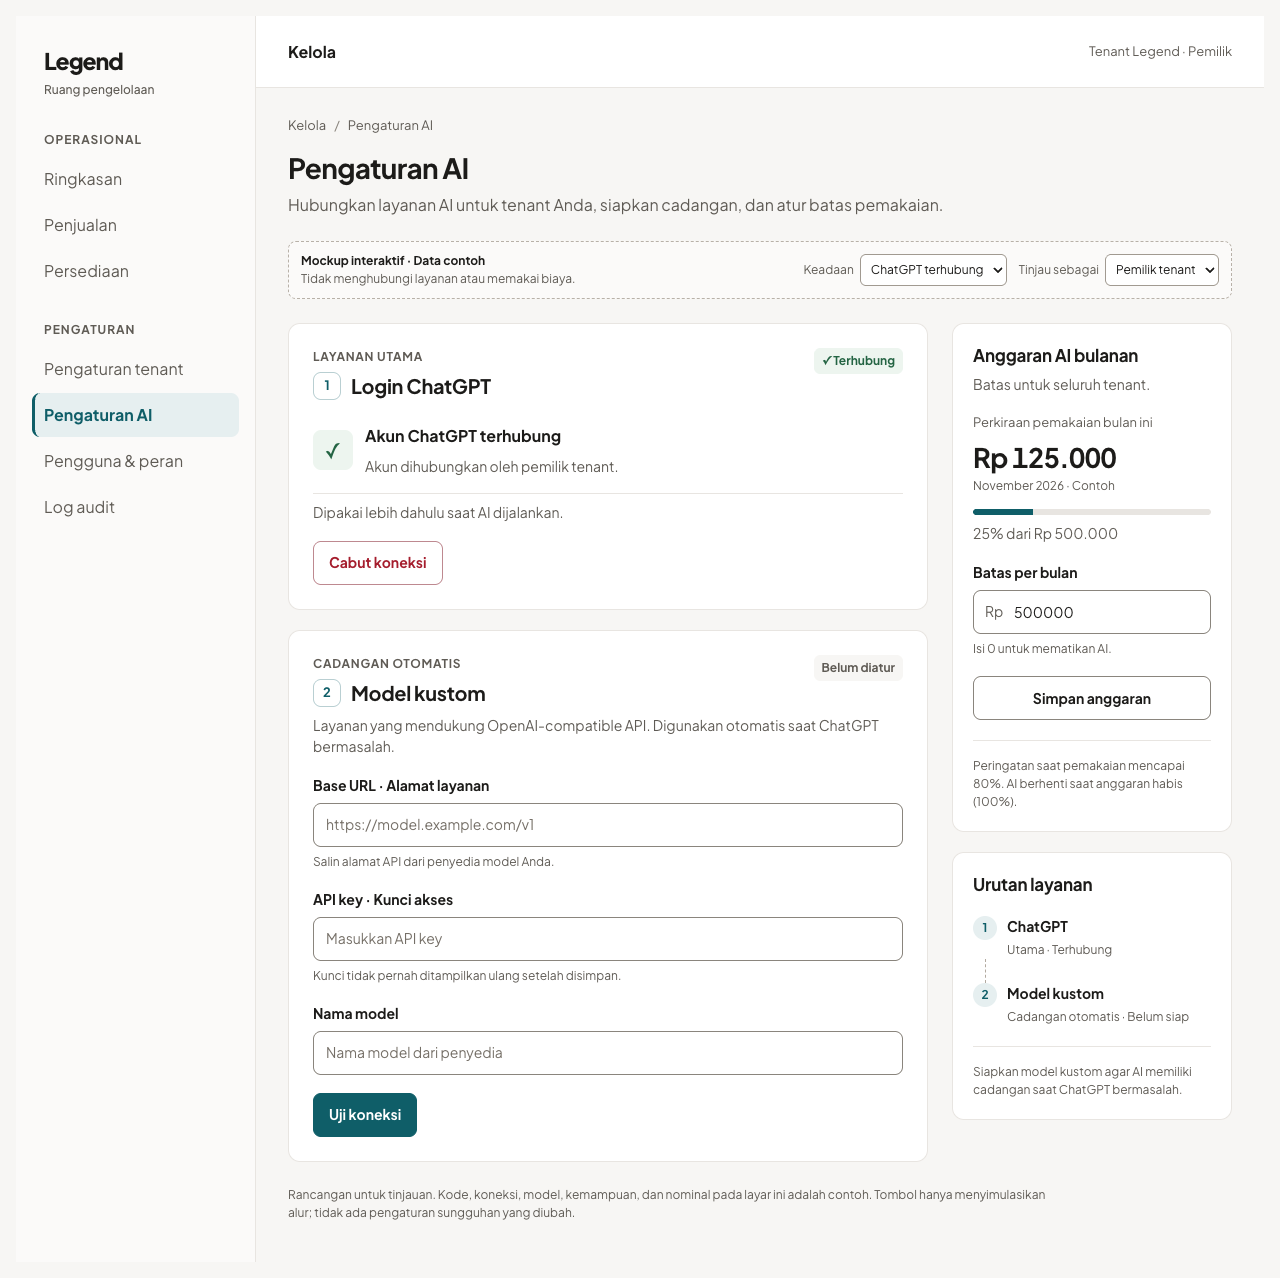 Legend
Ruang pengelolaan
OPERASIONAL
Ringkasan
Penjualan
Persediaan
PENGATURAN
Pengaturan tenant
Pengaturan AI
Pengguna & peran
Log audit
Kelola
Tenant Legend · Pemilik
Kelola / Pengaturan AI
Pengaturan AI
Hubungkan layanan AI untuk tenant Anda, siapkan cadangan, dan atur batas pemakaian.
Mockup interaktif · Data contoh
Tidak menghubungi layanan atau memakai biaya.
Keadaan
ChatGPT terhubung
Tinjau sebagai
Pemilik tenant
LAYANAN UTAMA
✓Terhubung
1 Login ChatGPT
✓
Akun ChatGPT terhubung
Akun dihubungkan oleh pemilik tenant.
Dipakai lebih dahulu saat AI dijalankan.
Cabut koneksi
CADANGAN OTOMATIS
Belum diatur
2 Model kustom
Layanan yang mendukung OpenAI-compatible API. Digunakan otomatis saat ChatGPT
bermasalah.
Base URL · Alamat layanan
https://model.example.com/v1
Salin alamat API dari penyedia model Anda.
API key · Kunci akses
Masukkan API key
Kunci tidak pernah ditampilkan ulang setelah disimpan.
Nama model
Nama model dari penyedia
Uji koneksi
Anggaran AI bulanan
Batas untuk seluruh tenant.
Perkiraan pemakaian bulan ini
Rp 125.000
November 2026 · Contoh
25% dari Rp 500.000
Batas per bulan
Rp 500000
Isi 0 untuk mematikan AI.
Simpan anggaran
Peringatan saat pemakaian mencapai
80%. AI berhenti saat anggaran habis
(100%).
Urutan layanan
1 ChatGPT
Utama · Terhubung
2 Model kustom
Cadangan otomatis · Belum siap
Siapkan model kustom agar AI memiliki
cadangan saat ChatGPT bermasalah.
Rancangan untuk tinjauan. Kode, koneksi, model, kemampuan, dan nominal pada layar ini adalah contoh. Tombol hanya menyimulasikan
alur; tidak ada pengaturan sungguhan yang diubah.